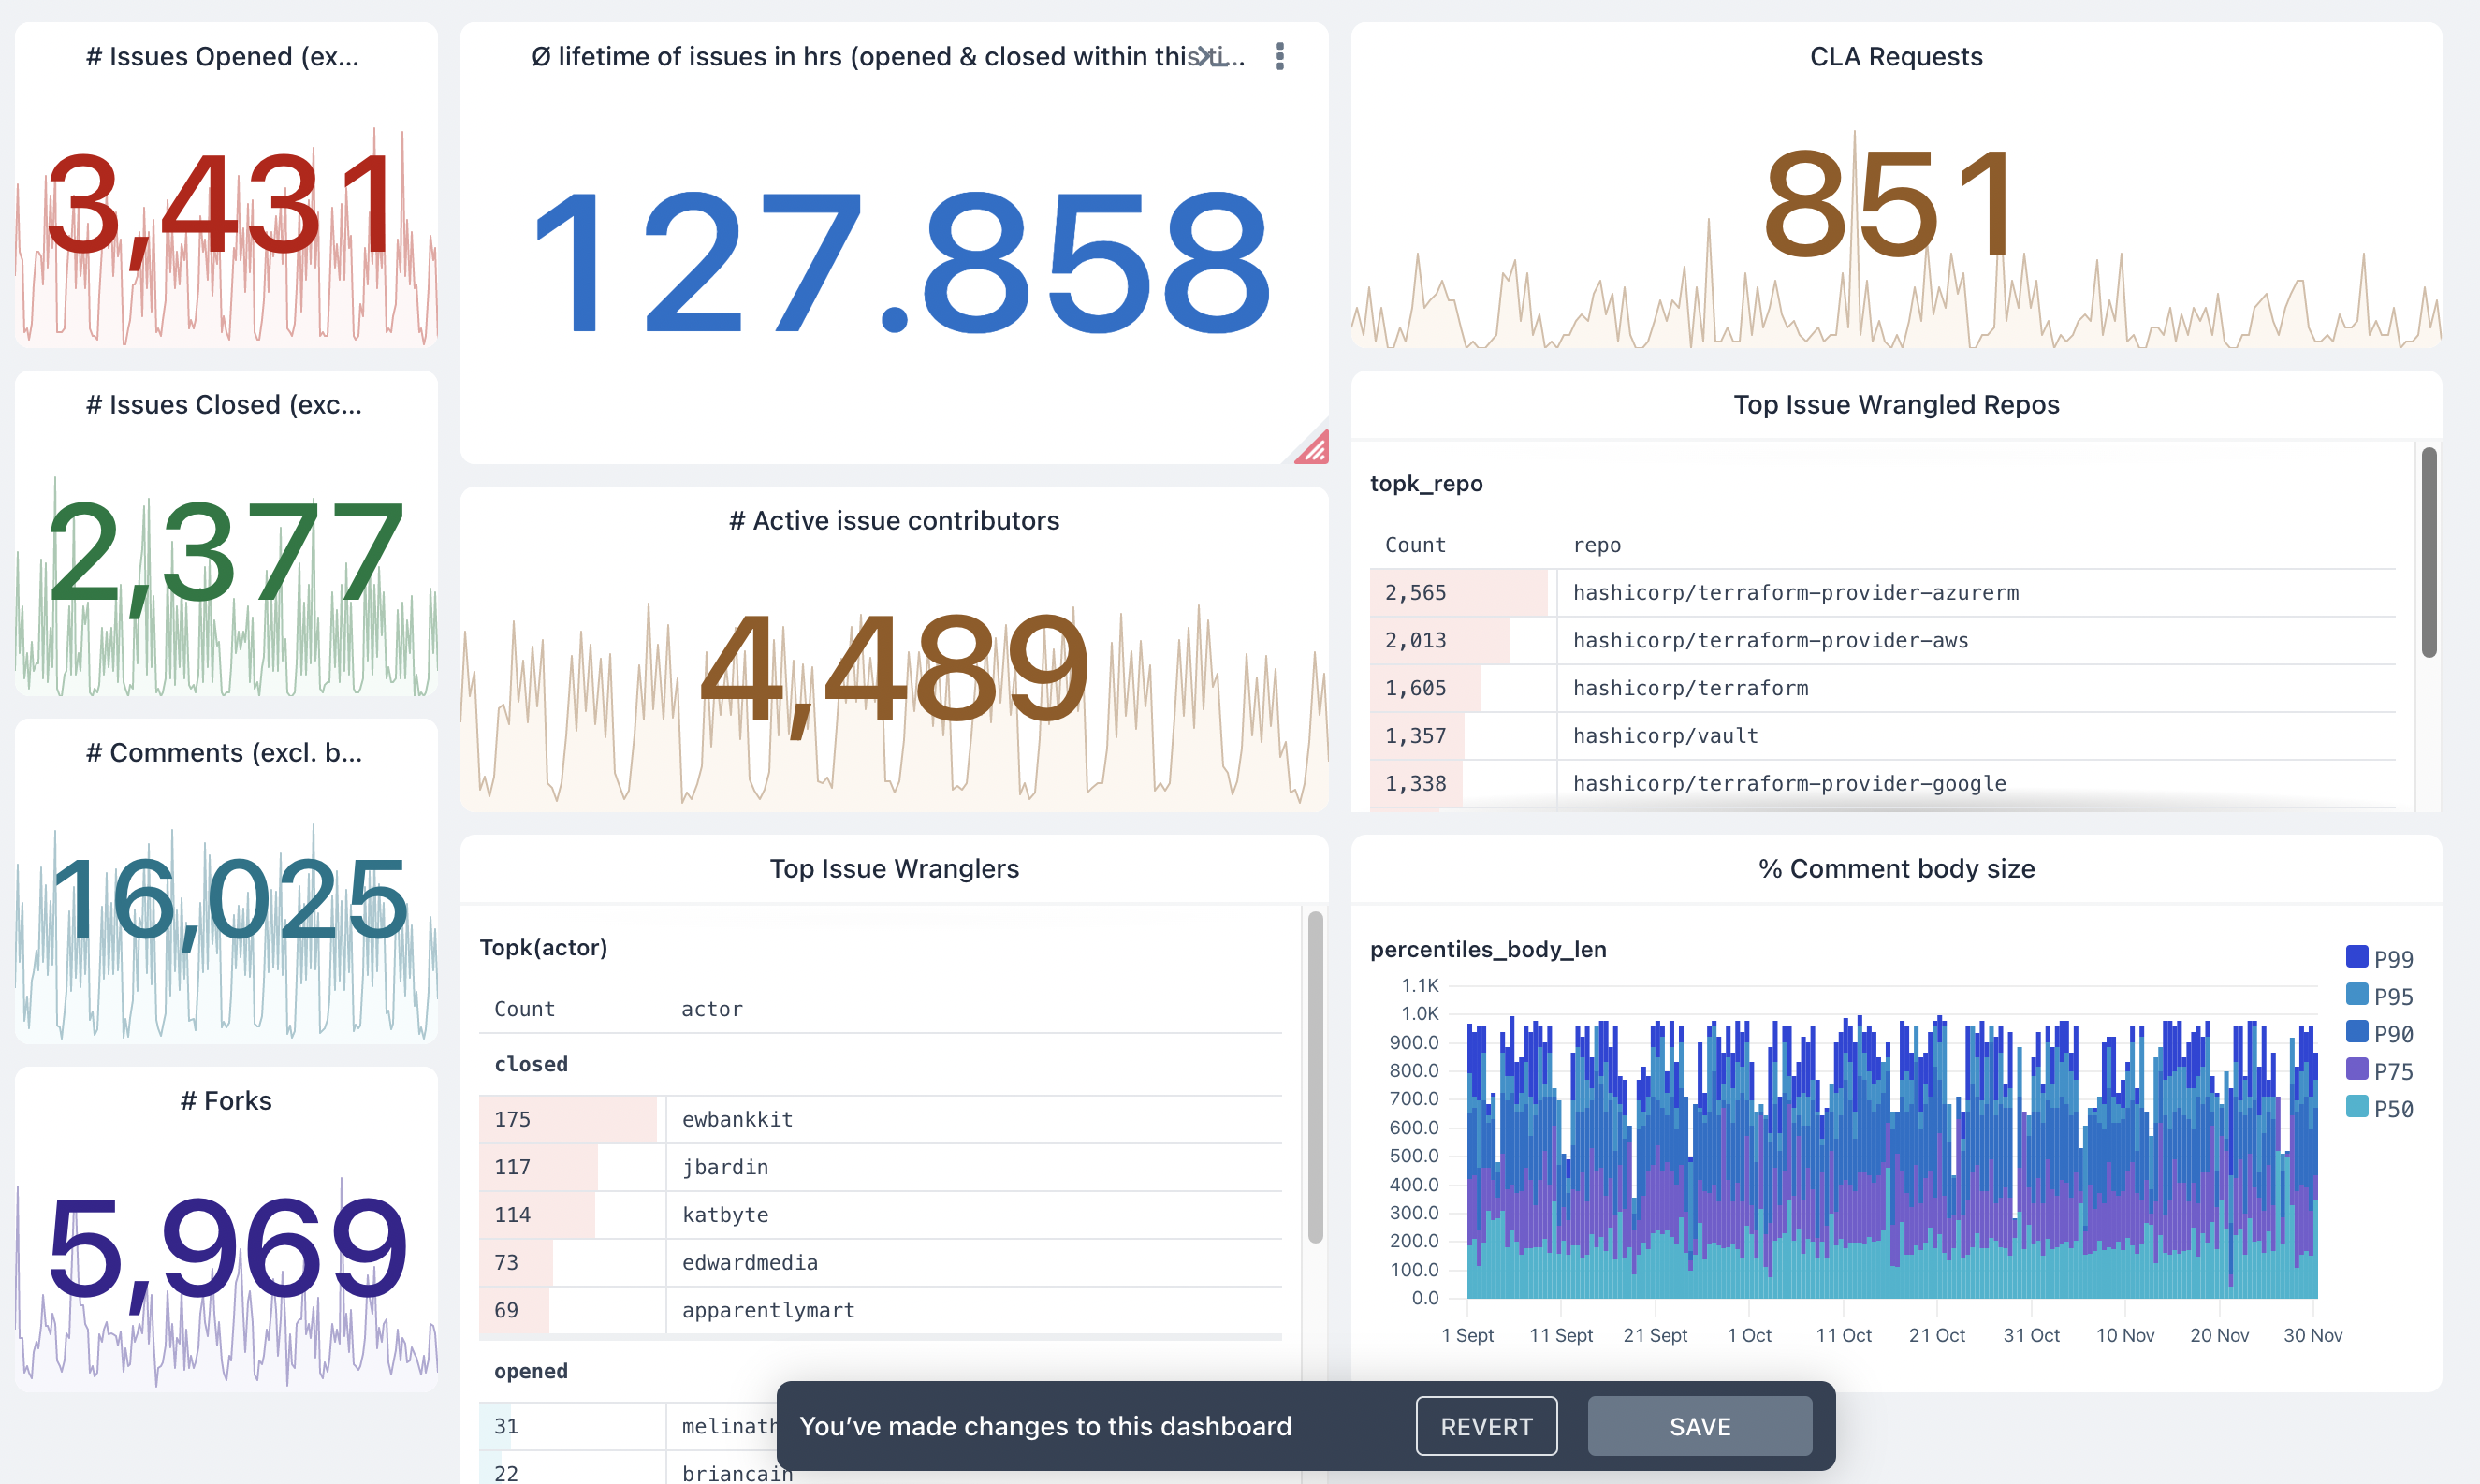 # Issues Opened (ex...
3,431
# Issues Closed (exc...
2,377
# Comments (excl. b...
16,025
# Forks
5,969
Ø lifetime of issues in hrs (opened & closed within this ti...
127.858
# Active issue contributors
4,489
Top Issue Wranglers
Topk(actor)
Count actor
closed
175 ewbankkit
117 jbardin
114 katbyte
73 edwardmedia
69 apparentlymart
opened
31 melinath
22 briancain
CLA Requests
851
Top Issue Wrangled Repos
topk_repo
Count repo
2,565 hashicorp/terraform-provider-azurerm
2,013 hashicorp/terraform-provider-aws
1,605 hashicorp/terraform
1,357 hashicorp/vault
1,338 hashicorp/terraform-provider-google
% Comment body size
percentiles_body_len
1.1K
1.0K
900.0
800.0
700.0
600.0
500.0
400.0
300.0
200.0
100.0
0.0
1 Sept 11 Sept 21 Sept 1 Oct 11 Oct 21 Oct 31 Oct 10 Nov 20 Nov 30 Nov
P99
P95
P90
P75
P50
You’ve made changes to this dashboard REVERT SAVE